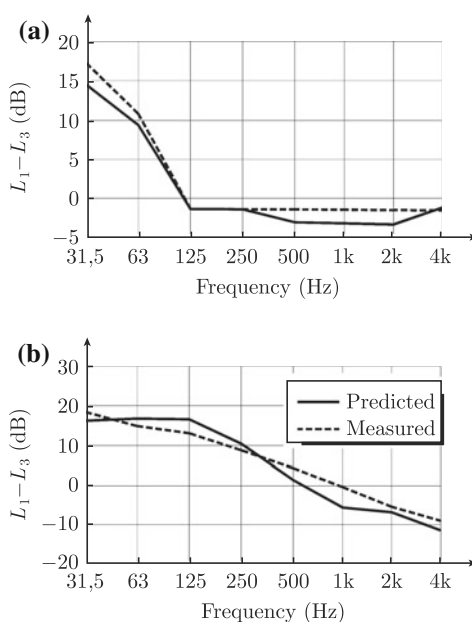 (a)
20
15
10
5
0
−5
L₁–L₃ (dB)
31,5 63 125 250 500 1k 2k 4k
Frequency (Hz)
(b)
30
20
10
0
−10
−20
L₁–L₃ (dB)
Predicted
Measured
31,5 63 125 250 500 1k 2k 4k
Frequency (Hz)